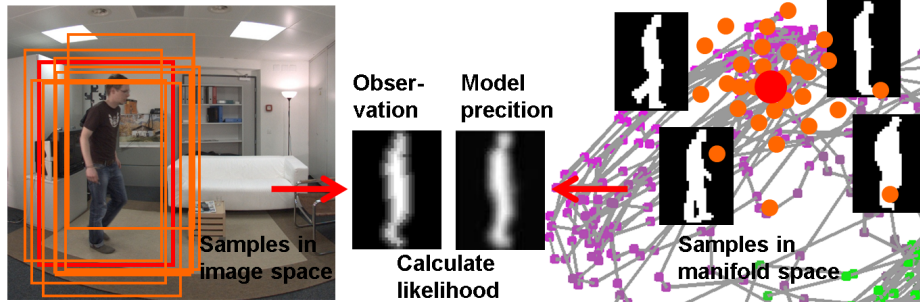 Obser-
vation
Model
precition
Samples in
image space
Calculate
likelihood
Samples in
manifold space